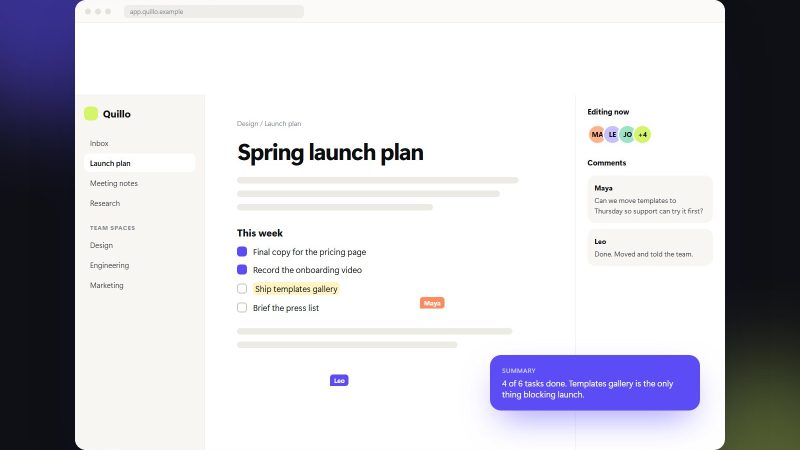 app.quillo.example
Quillo
Inbox
Launch plan
Meeting notes
Research
TEAM SPACES
Design
Engineering
Marketing
Design / Launch plan
Spring launch plan
This week
Final copy for the pricing page
Record the onboarding video
Ship templates gallery
Brief the press list
Maya
Leo
Editing now
MA LE JO +4
Comments
Maya
Can we move templates to
Thursday so support can try it first?
Leo
Done. Moved and told the team.
SUMMARY
4 of 6 tasks done. Templates gallery is the only
thing blocking launch.